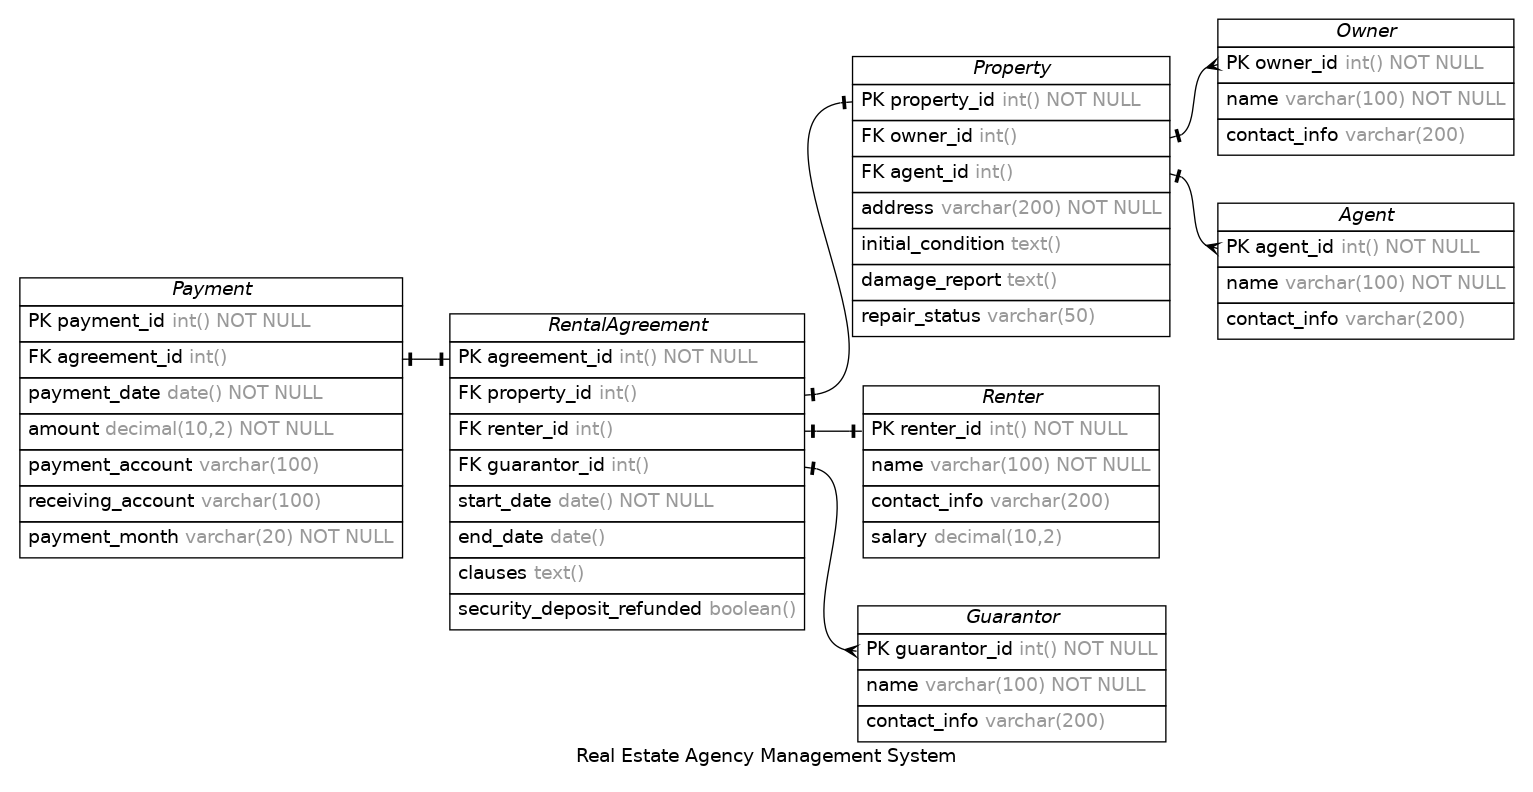 Owner
PK owner_id int() NOT NULL
name varchar(100) NOT NULL
contact_info varchar(200)
Property
PK property_id int() NOT NULL
FK owner_id int()
FK agent_id int()
address varchar(200) NOT NULL
initial_condition text()
damage_report text()
repair_status varchar(50)
Agent
PK agent_id int() NOT NULL
name varchar(100) NOT NULL
contact_info varchar(200)
Payment
PK payment_id int() NOT NULL
FK agreement_id int()
payment_date date() NOT NULL
amount decimal(10,2) NOT NULL
payment_account varchar(100)
receiving_account varchar(100)
payment_month varchar(20) NOT NULL
RentalAgreement
PK agreement_id int() NOT NULL
FK property_id int()
FK renter_id int()
FK guarantor_id int()
start_date date() NOT NULL
end_date date()
clauses text()
security_deposit_refunded boolean()
Renter
PK renter_id int() NOT NULL
name varchar(100) NOT NULL
contact_info varchar(200)
salary decimal(10,2)
Guarantor
PK guarantor_id int() NOT NULL
name varchar(100) NOT NULL
contact_info varchar(200)
Real Estate Agency Management System